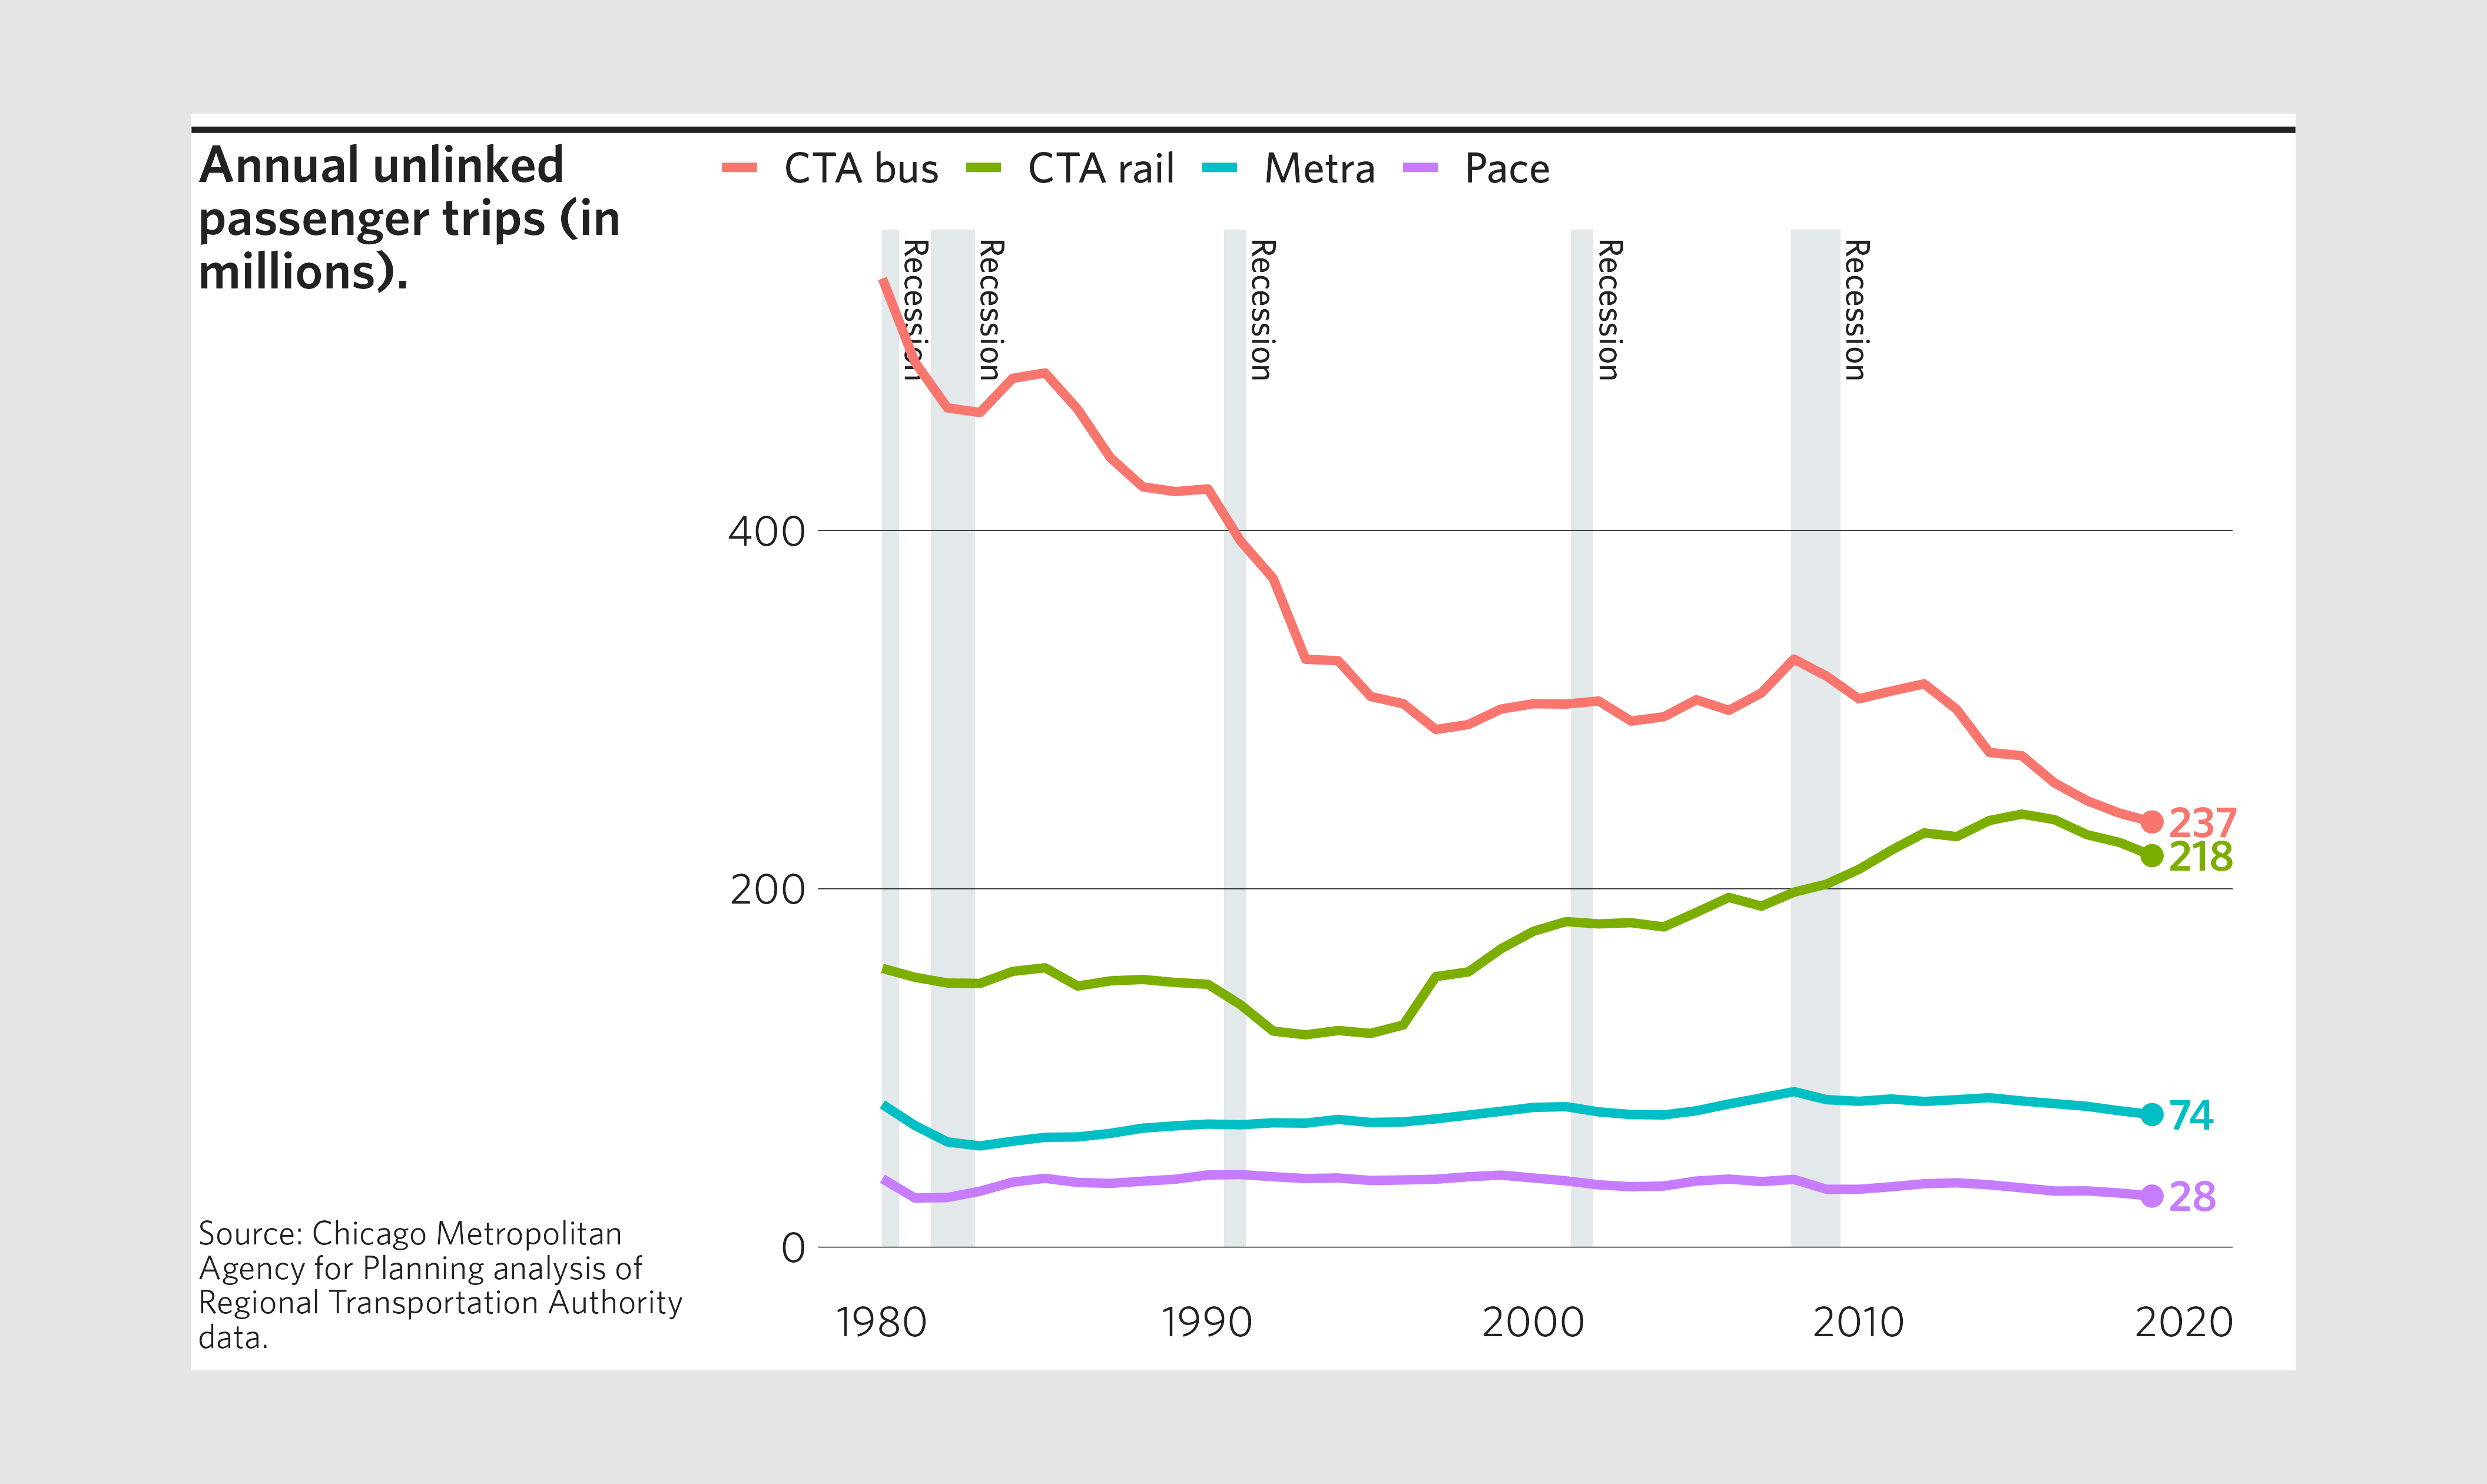 Annual unlinked
passenger trips (in
millions).
CTA bus CTA rail Metra Pace
Recession
Recession
Recession
Recession
Recession
400
200
0
237
218
74
28
1980 1990 2000 2010 2020
Source: Chicago Metropolitan
Agency for Planning analysis of
Regional Transportation Authority
data.